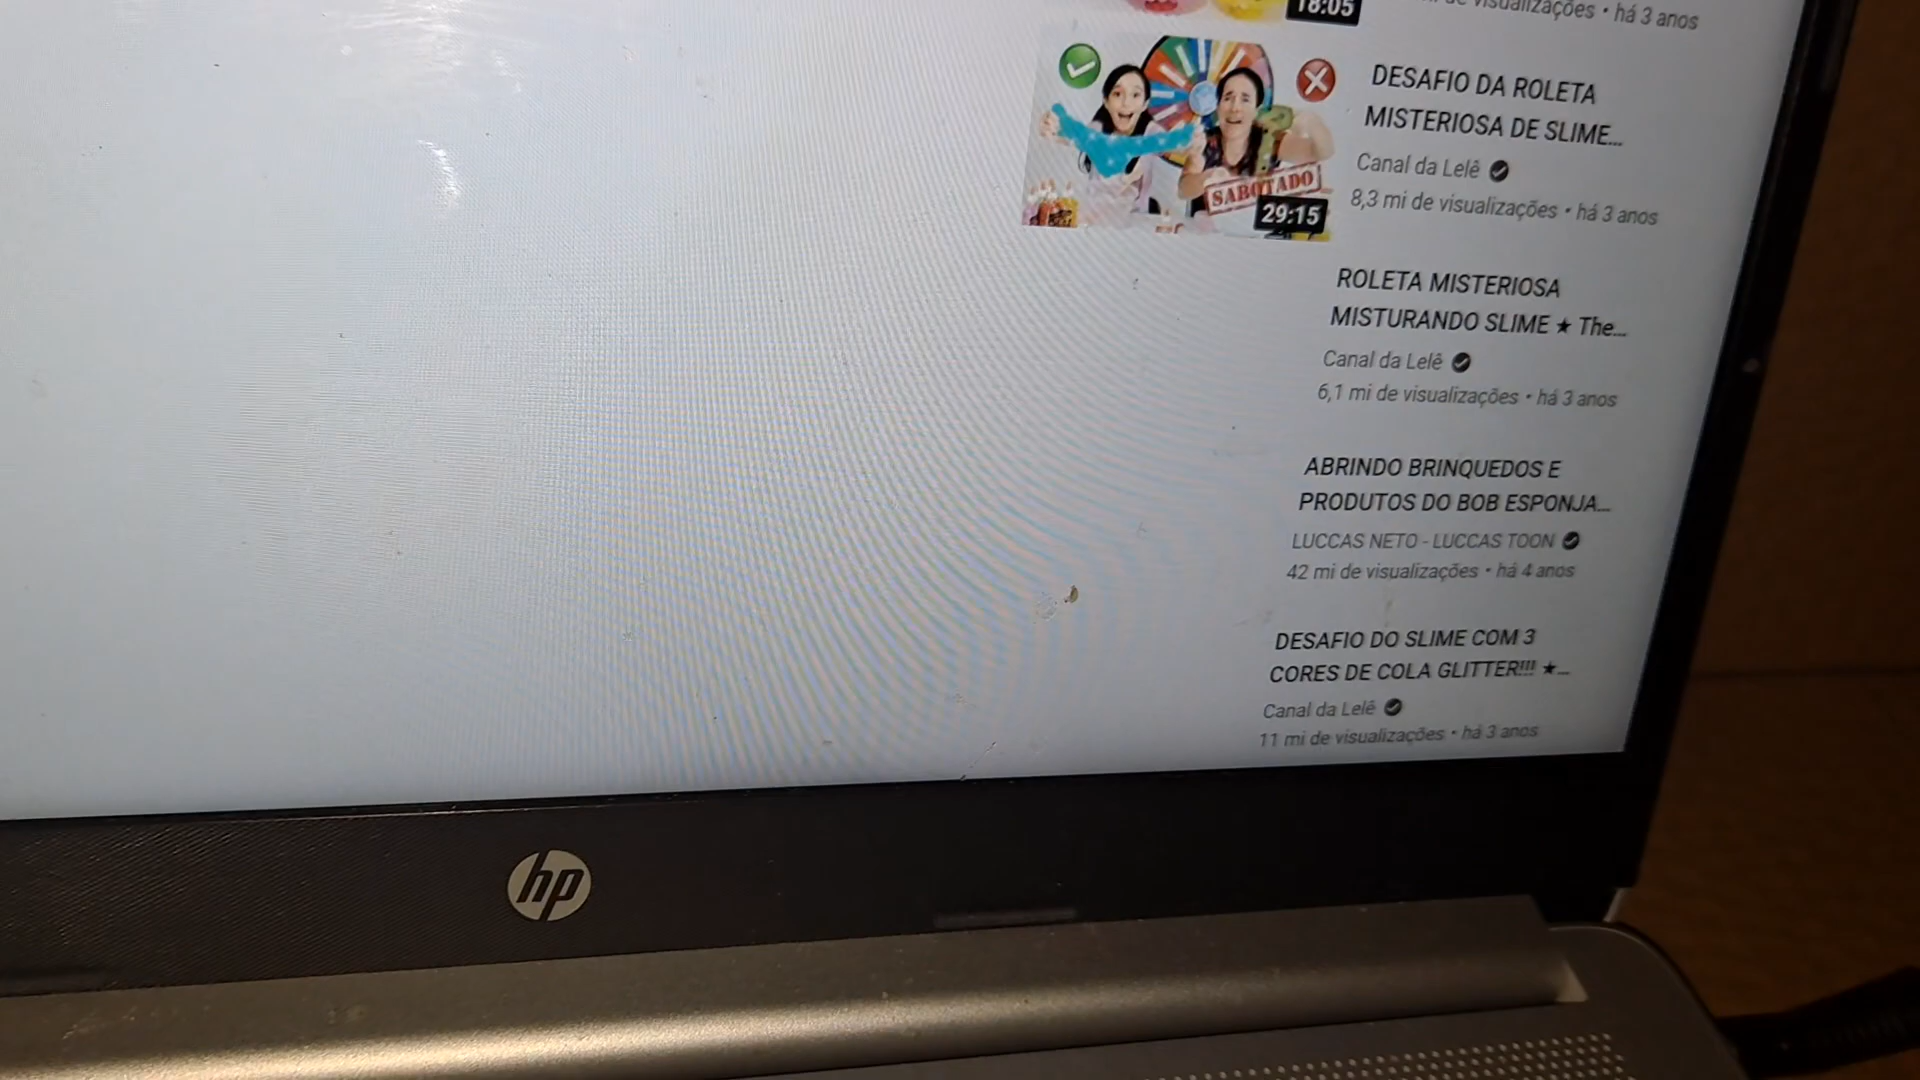 18:05
visualizações • há 3 anos
DESAFIO DA ROLETA
MISTERIOSA DE SLIME...
Canal da Lelê
8,3 mi de visualizações • há 3 anos
SABOTADO
29:15
ROLETA MISTERIOSA
MISTURANDO SLIME ★ The...
Canal da Lelê
6,1 mi de visualizações • há 3 anos
ABRINDO BRINQUEDOS E
PRODUTOS DO BOB ESPONJA...
LUCCAS NETO - LUCCAS TOON
42 mi de visualizações • há 4 anos
DESAFIO DO SLIME COM 3
CORES DE COLA GLITTER!!! ★...
Canal da Lelê
11 mi de visualizações • há 3 anos
hp